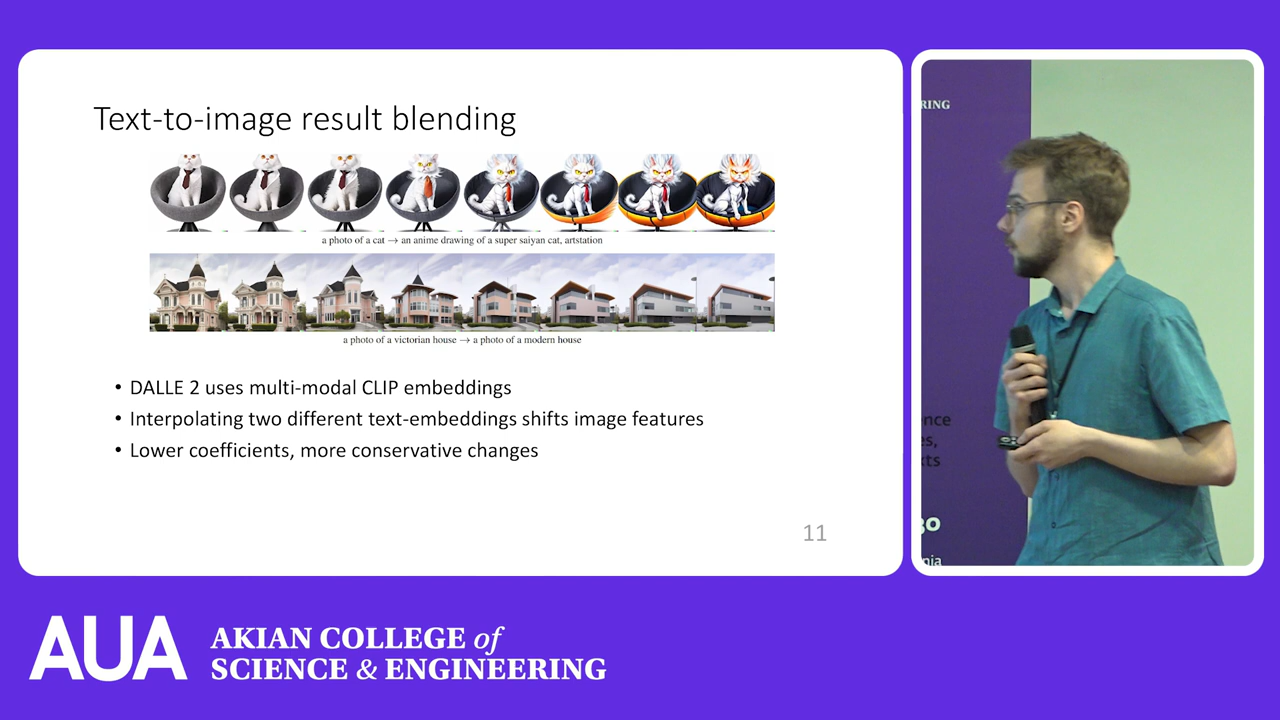 Text-to-image result blending
a photo of a cat → an anime drawing of a super saiyan cat, artstation
a photo of a victorian house → a photo of a modern house
• DALLE 2 uses multi-modal CLIP embeddings
• Interpolating two different text-embeddings shifts image features
• Lower coefficients, more conservative changes
11
AUA
AKIAN COLLEGE of
SCIENCE & ENGINEERING